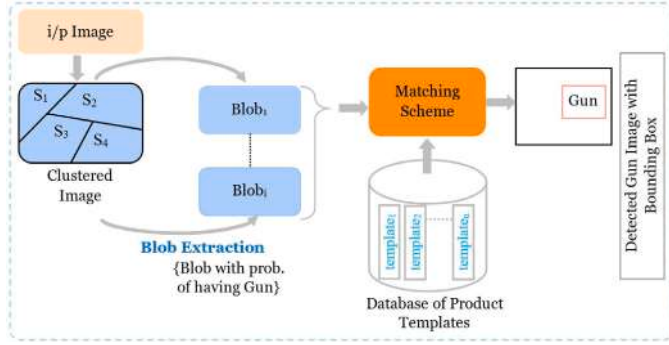 i/p Image
S1
S2
S3
S4
Clustered
Image
Blob1
Blobi
Blob Extraction
{Blob with prob.
of having Gun}
Matching
Scheme
template1
template2
templaten
Database of Product
Templates
Gun
Detected Gun Image with
Bounding Box